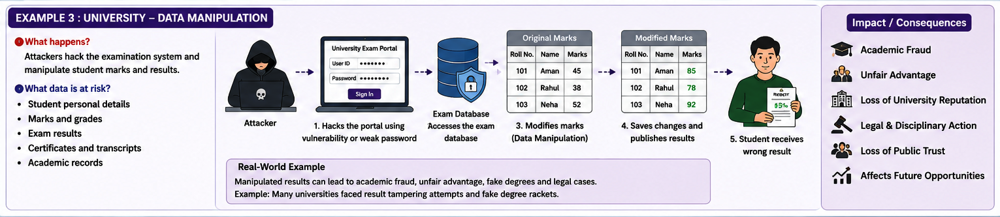 EXAMPLE 3 : UNIVERSITY – DATA MANIPULATION
What happens?
Attackers hack the examination system and
manipulate student marks and results.
What data is at risk?
• Student personal details
• Marks and grades
• Exam results
• Certificates and transcripts
• Academic records
Attacker
University Exam Portal
User ID •••••••
Password ••••••••
Sign In
1. Hacks the portal using
vulnerability or weak password
Exam Database
Accesses the exam
database
Original Marks
Roll No. Name Marks
101 Aman 45
102 Rahul 38
103 Neha 52
3. Modifies marks
(Data Manipulation)
Modified Marks
Roll No. Name Marks
101 Aman 85
102 Rahul 78
103 Neha 92
4. Saves changes and
publishes results
5. Student receives
wrong result
Real-World Example
Manipulated results can lead to academic fraud, unfair advantage, fake degrees and legal cases.
Example: Many universities faced result tampering attempts and fake degree rackets.
Impact / Consequences
Academic Fraud
Unfair Advantage
Loss of University Reputation
Legal & Disciplinary Action
Loss of Public Trust
Affects Future Opportunities